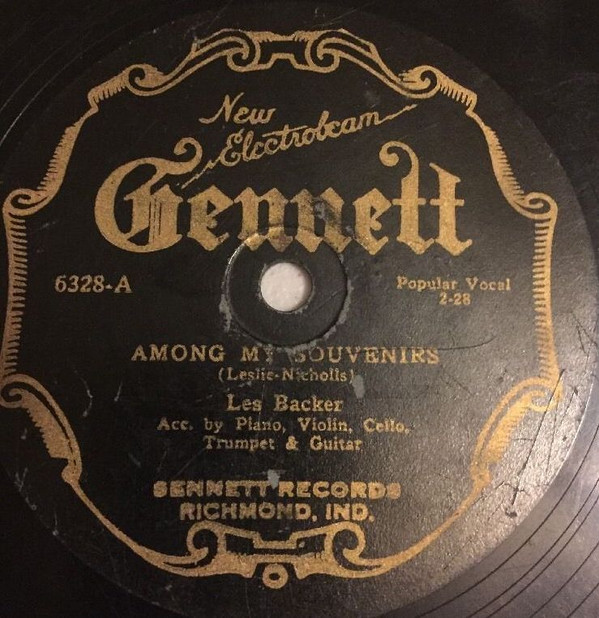 New
Electrobeam
Gennett
6328-A
Popular Vocal
2-28
AMONG MY SOUVENIRS
(Leslie-Nicholls)
Les Backer
Acc. by Piano, Violin, Cello,
Trumpet & Guitar
GENNETT RECORDS
RICHMOND, IND.